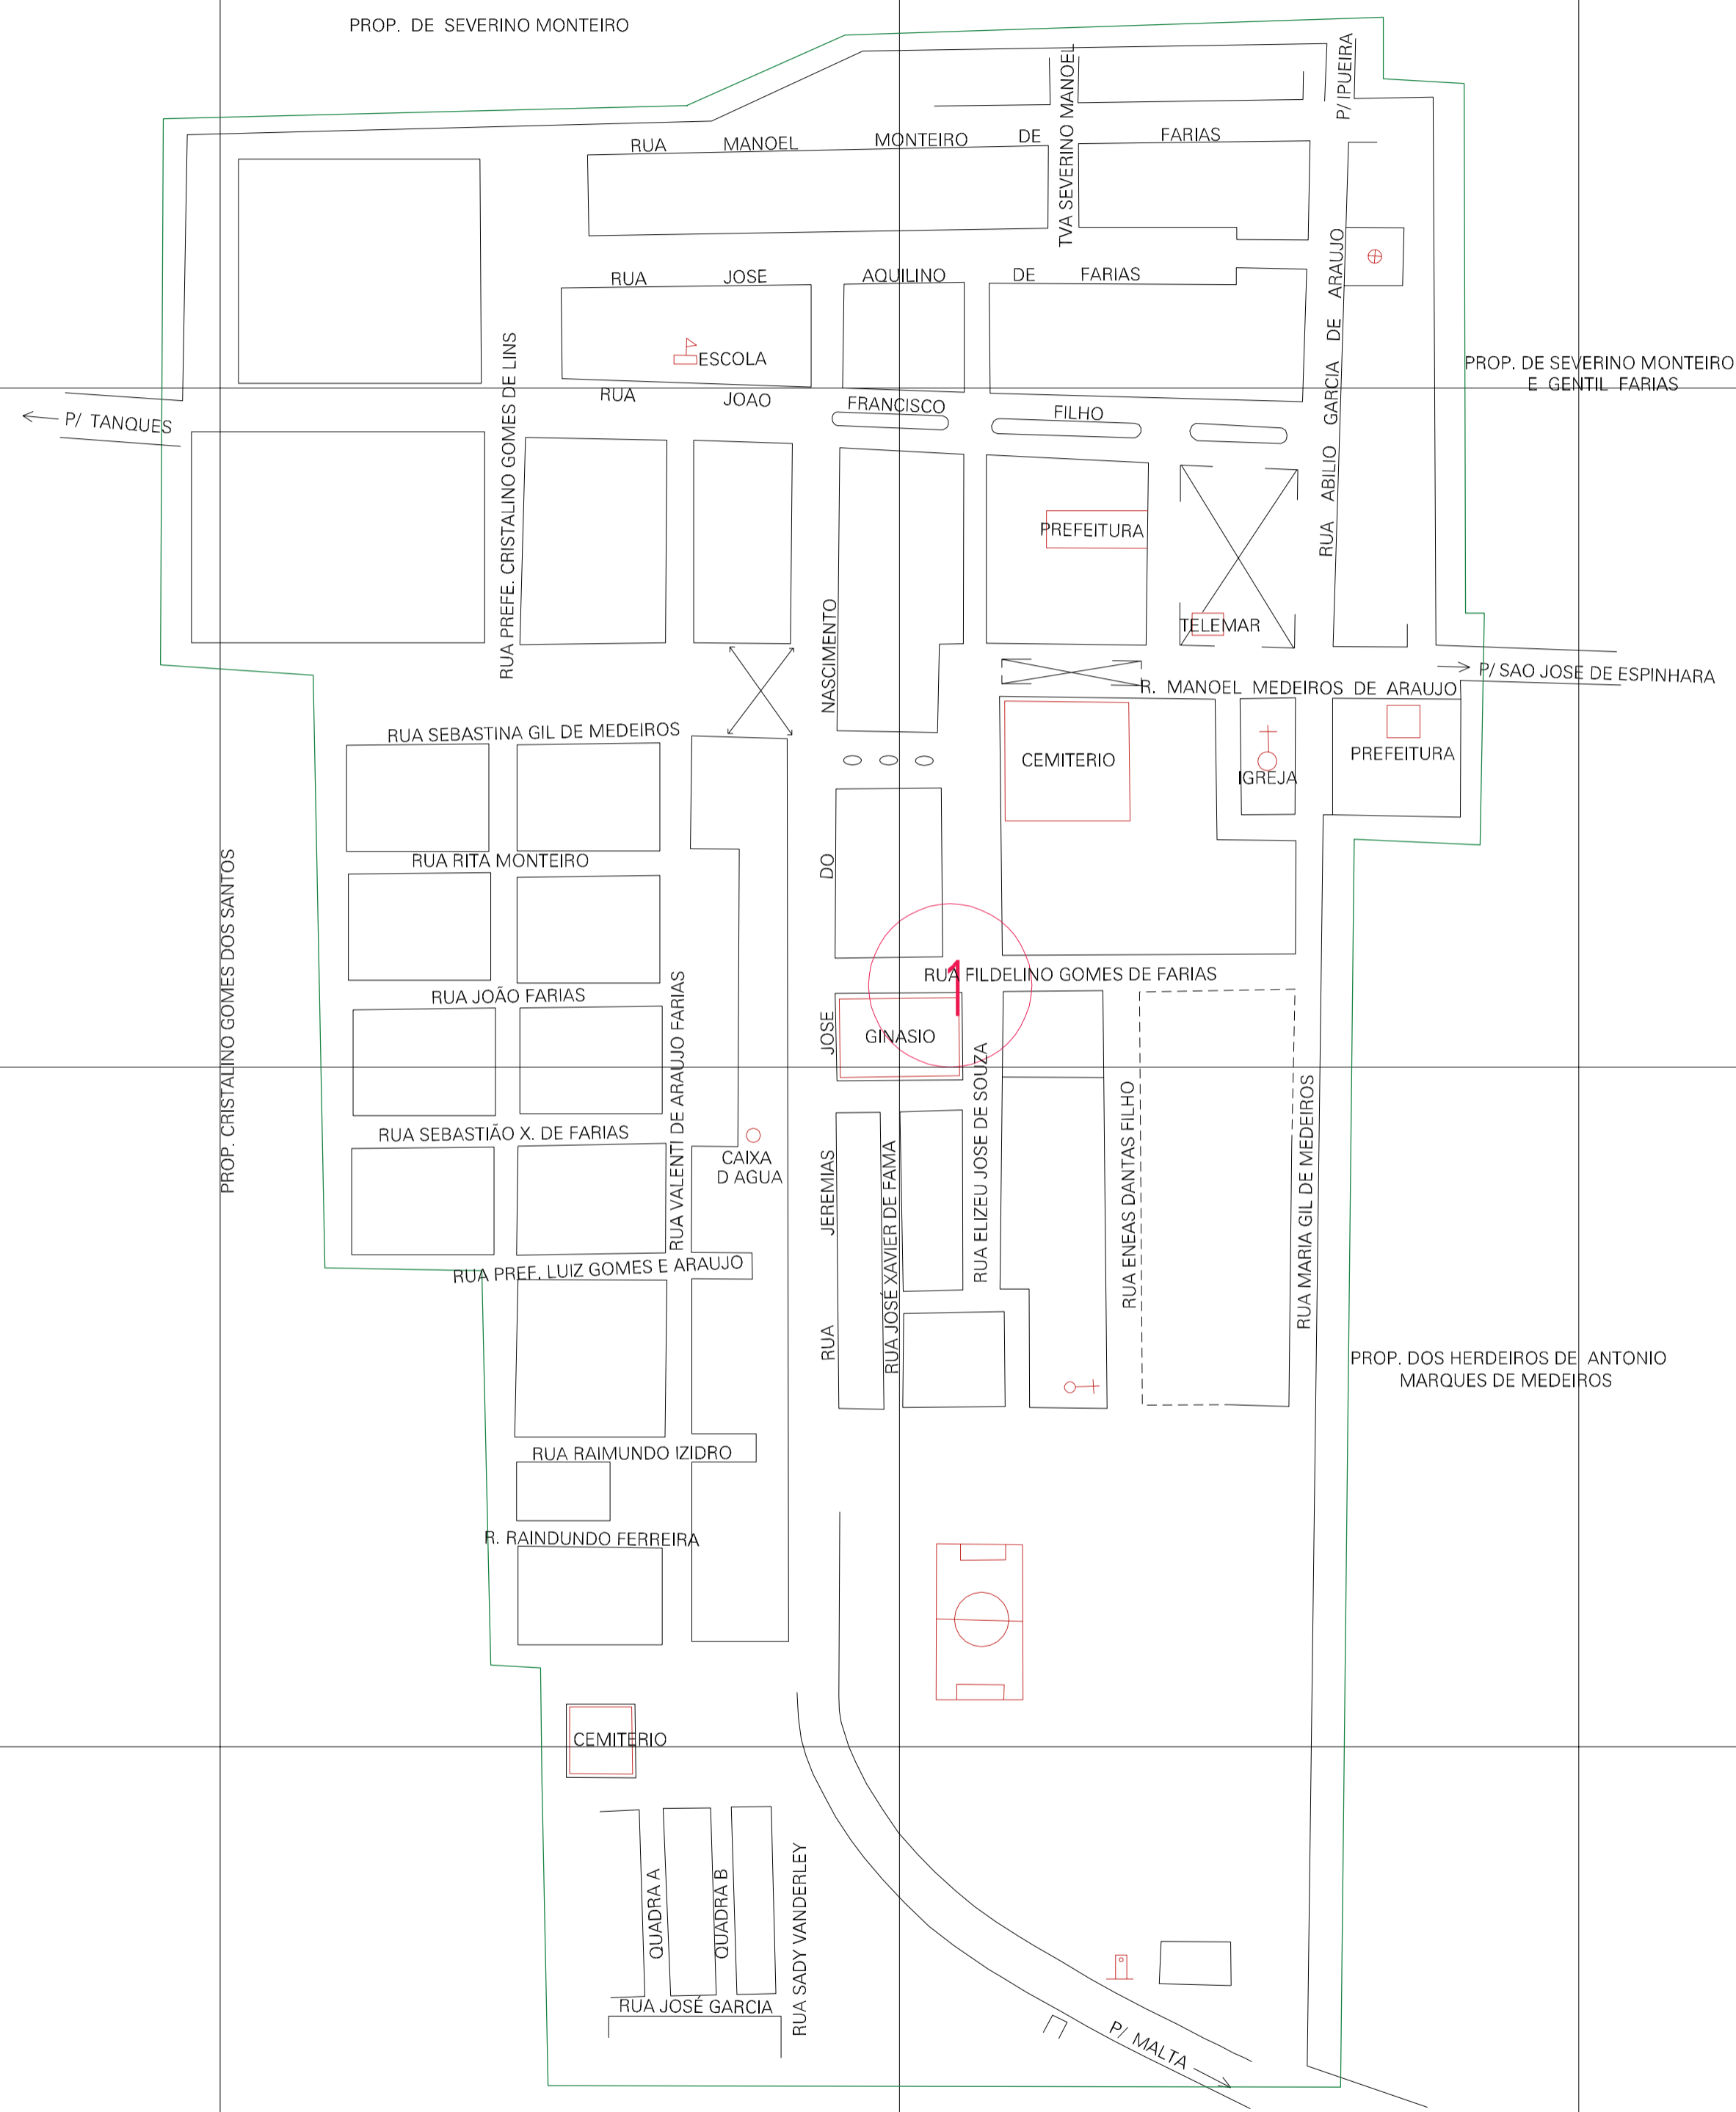 PROP. DE SEVERINO MONTEIRO
P/ IPUEIRA
TVA SEVERINO MANOEL
RUA MANOEL MONTEIRO DE FARIAS
RUA JOSE AQUILINO DE FARIAS
RUA ABILIO GARCIA DE ARAUJO
ESCOLA
PROP. DE SEVERINO MONTEIRO
E GENTIL FARIAS
RUA JOAO FRANCISCO FILHO
P/ TANQUES
RUA PREFE. CRISTALINO GOMES DE LINS
PREFEITURA
TELEMAR
P/ SAO JOSE DE ESPINHARA
R. MANOEL MEDEIROS DE ARAUJO
RUA SEBASTINA GIL DE MEDEIROS
CEMITERIO
IGREJA
PREFEITURA
RUA RITA MONTEIRO
PROP. CRISTALINO GOMES DOS SANTOS
RUA JEREMIAS JOSE DO NASCIMENTO
RUA FILDELINO GOMES DE FARIAS
1
RUA JOÃO FARIAS
RUA VALENTI DE ARAUJO FARIAS
GINASIO
RUA ELIZEU JOSE DE SOUZA
RUA ENEAS DANTAS FILHO
RUA MARIA GIL DE MEDEIROS
RUA SEBASTIÃO X. DE FARIAS
CAIXA
D AGUA
RUA JOSÉ XAVIER DE FAMA
RUA PREF. LUIZ GOMES E ARAUJO
PROP. DOS HERDEIROS DE ANTONIO
MARQUES DE MEDEIROS
RUA RAIMUNDO IZIDRO
R. RAINDUNDO FERREIRA
CEMITERIO
QUADRA A
QUADRA B
RUA SADY VANDERLEY
RUA JOSÉ GARCIA
P/ MALTA